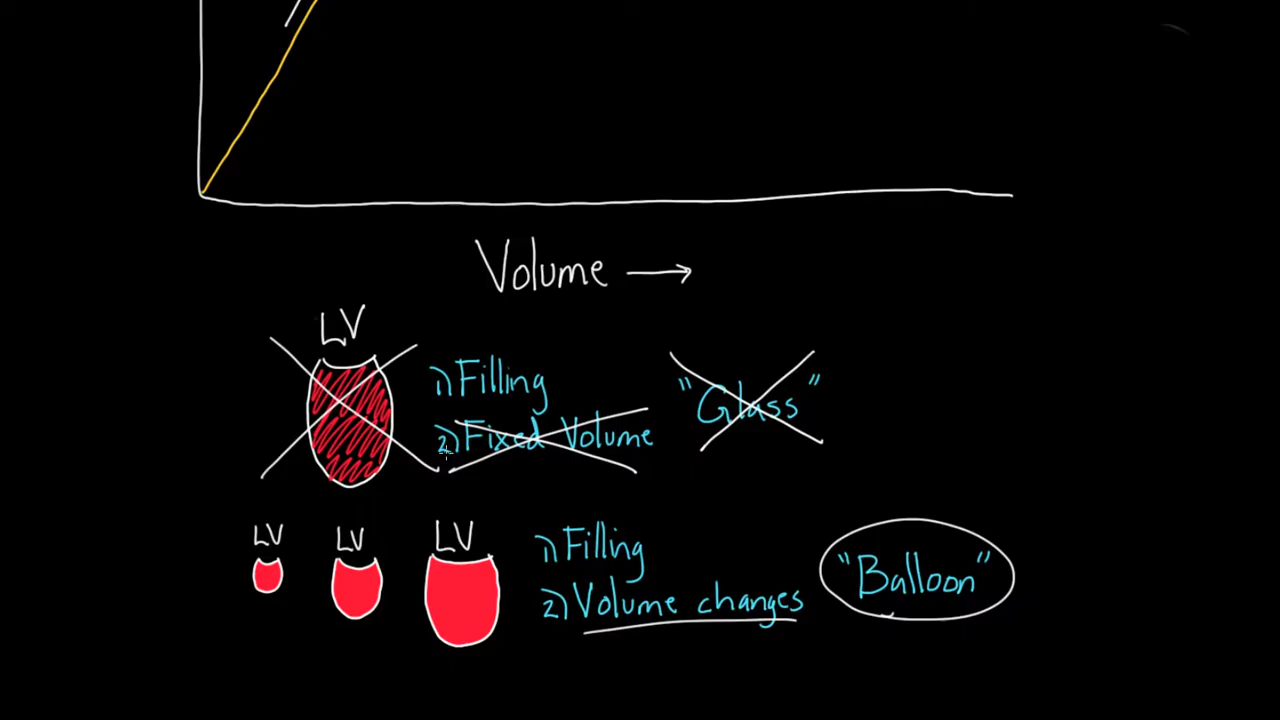 Volume →
LV
1) Filling
2) Fixed Volume
"Glass"
LV LV LV
1) Filling
2) Volume changes
"Balloon"